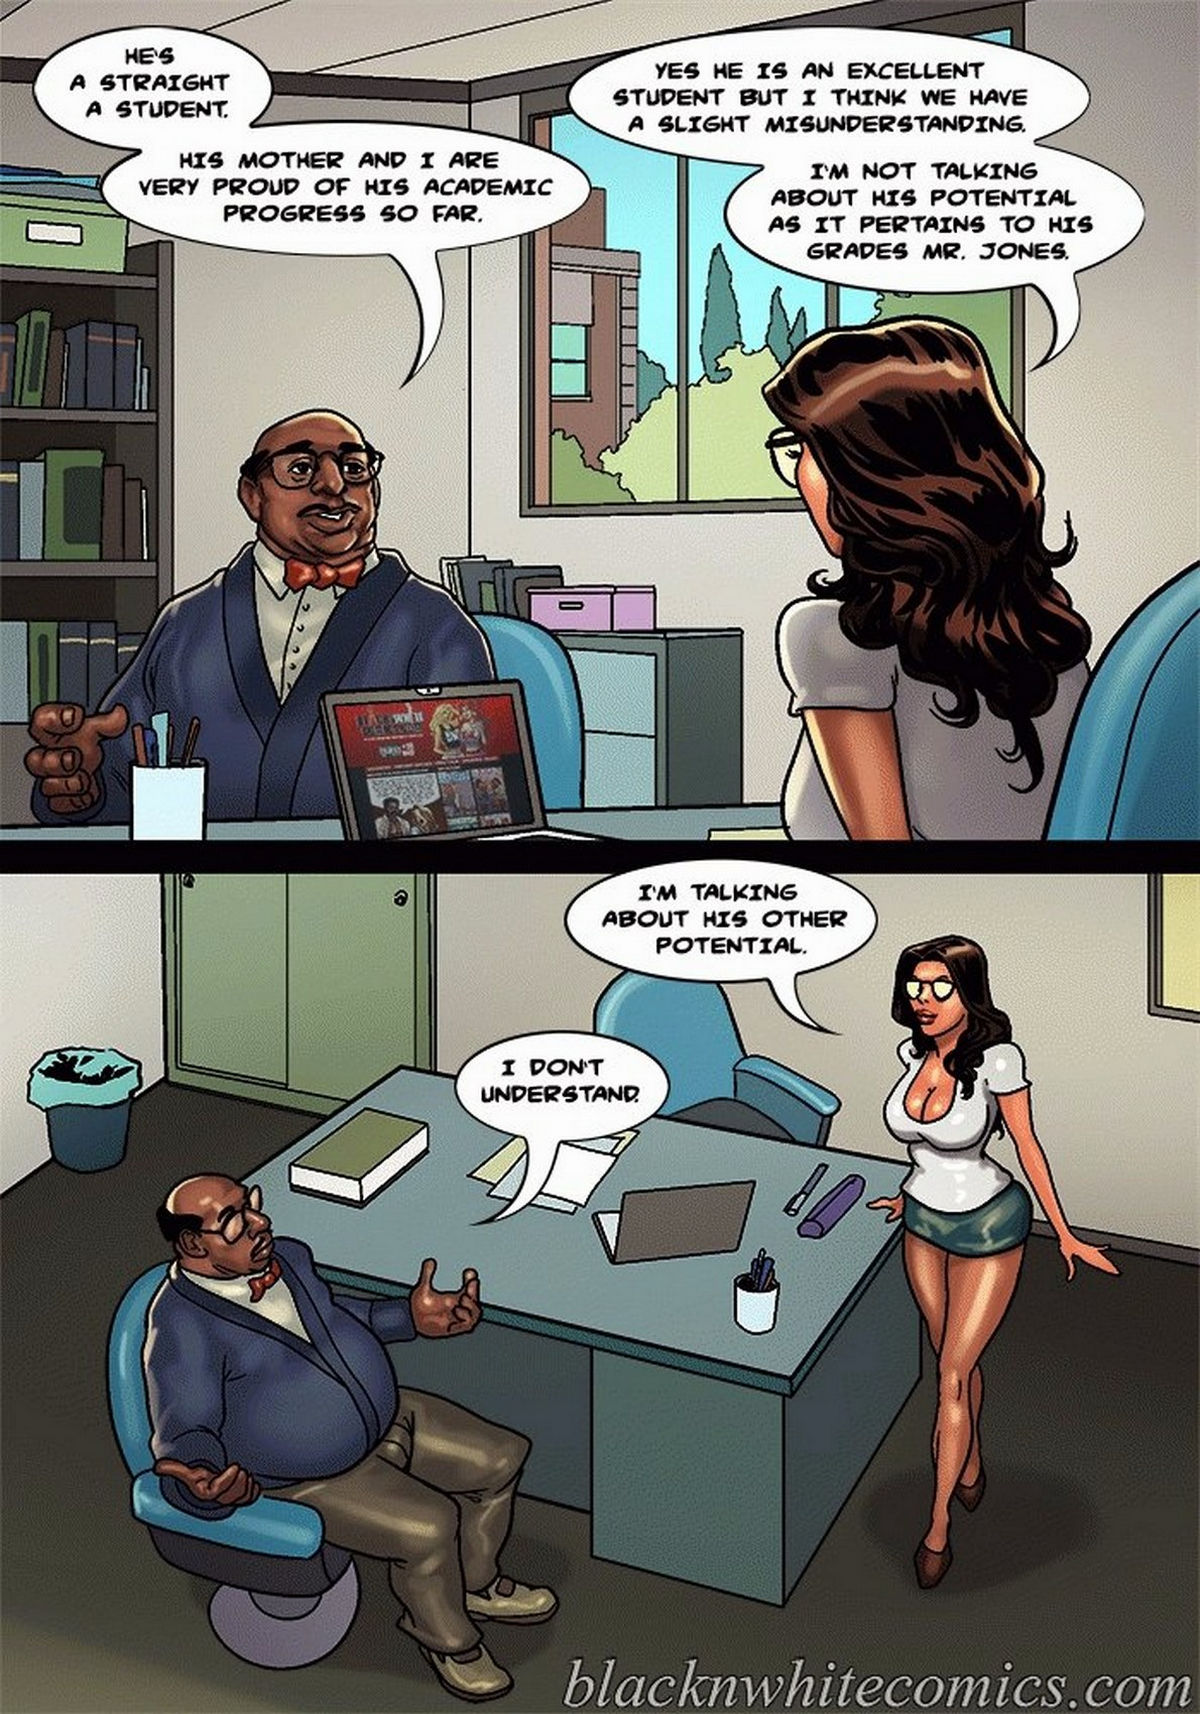 HE'S
A STRAIGHT
A STUDENT.
HIS MOTHER AND I ARE
VERY PROUD OF HIS ACADEMIC
PROGRESS SO FAR.
YES HE IS AN EXCELLENT
STUDENT BUT I THINK WE HAVE
A SLIGHT MISUNDERSTANDING.
I'M NOT TALKING
ABOUT HIS POTENTIAL
AS IT PERTAINS TO HIS
GRADES MR. JONES.
I'M TALKING
ABOUT HIS OTHER
POTENTIAL.
I DON'T
UNDERSTAND.
blacknwhitecomics.com